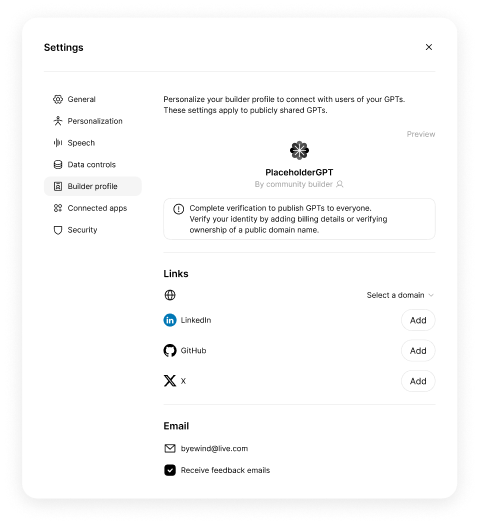 Settings
General
Personalization
Speech
Data controls
Builder profile
Connected apps
Security
Personalize your builder profile to connect with users of your GPTs.
These settings apply to publicly shared GPTs.
Preview
PlaceholderGPT
By community builder
Complete verification to publish GPTs to everyone.
Verify your identity by adding billing details or verifying
ownership of a public domain name.
Links
Select a domain
in LinkedIn Add
GitHub Add
X Add
Email
byewind@live.com
Receive feedback emails